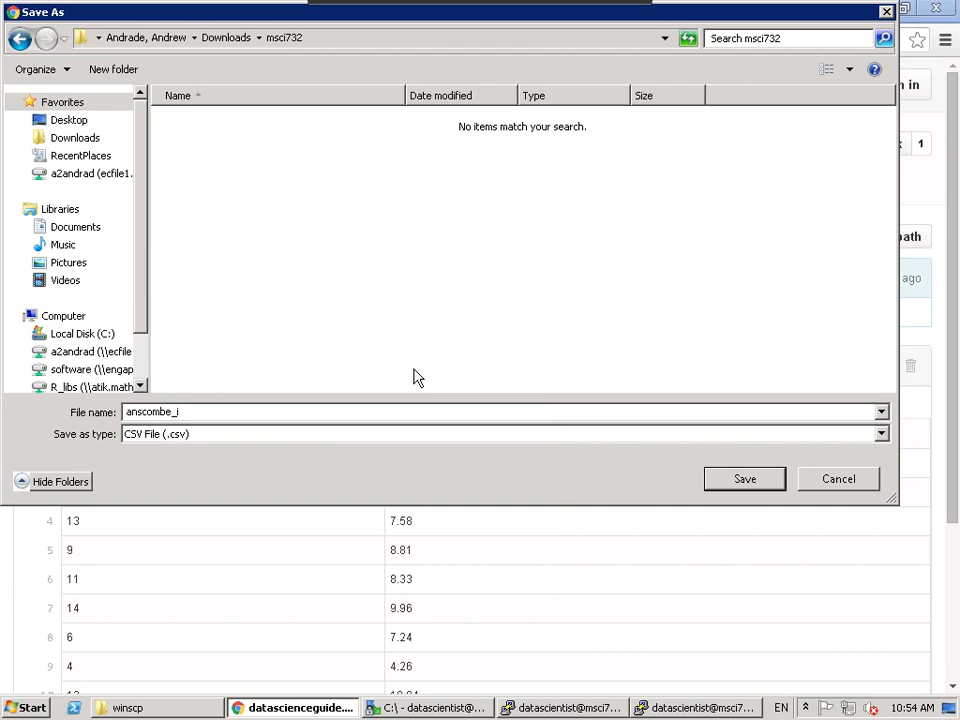 Save As
Andrade, Andrew Downloads msci732
Search msci732
Organize New folder
Name Date modified Type Size
No items match your search.
Favorites
Desktop
Downloads
RecentPlaces
a2andrad (ecfile1.
Libraries
Documents
Music
Pictures
Videos
Computer
Local Disk (C:)
a2andrad (\\ecfile
software (\\engap
R_libs (\\atik.math
File name: anscombe_i
Save as type: CSV File (.csv)
Hide Folders Save Cancel
n in
1
path
ago
4 13 7.58
5 9 8.81
6 11 8.33
7 14 9.96
8 6 7.24
9 4 4.26
Start winscp datascienceguide.... C:\ - datascientist@... datascientist@msci7... datascientist@msci7... EN 10:54 AM